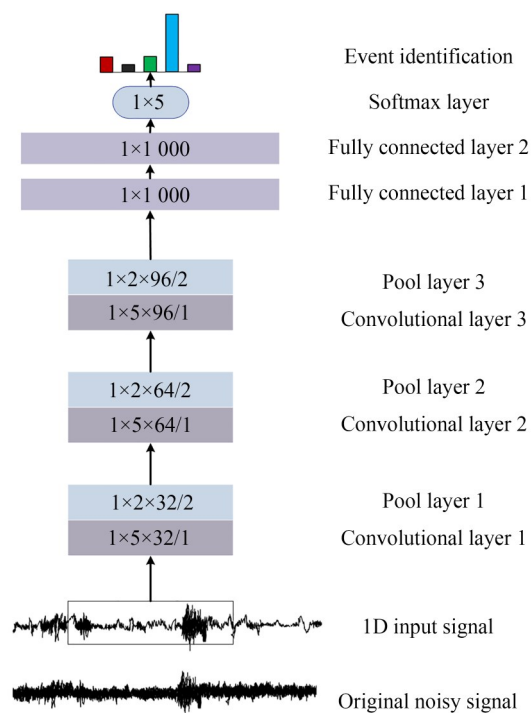 Event identification
1×5 Softmax layer
1×1 000 Fully connected layer 2
1×1 000 Fully connected layer 1
1×2×96/2 Pool layer 3
1×5×96/1 Convolutional layer 3
1×2×64/2 Pool layer 2
1×5×64/1 Convolutional layer 2
1×2×32/2 Pool layer 1
1×5×32/1 Convolutional layer 1
1D input signal
Original noisy signal